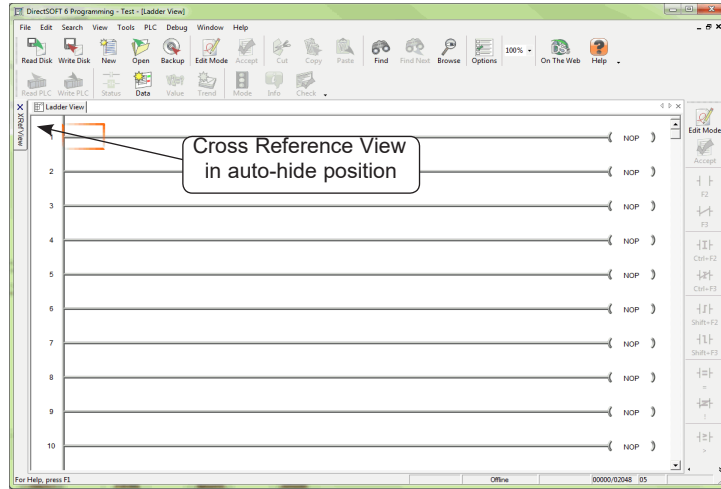 DirectSOFT 6 Programming - Test - [Ladder View]
File Edit Search View Tools PLC Debug Window Help
Read Disk Write Disk New Open Backup Edit Mode Accept Cut Copy Paste Find Find Next Browse Options 100% On The Web Help
Read PLC Write PLC Status Data Value Trend Mode Info Check
X Ladder View
XRef View
Edit Mode
Accept
F2
F3
Ctrl+F2
Ctrl+F3
Shift+F2
Shift+F3
=
!
>
Cross Reference View
in auto-hide position
1 NOP
2 NOP
3 NOP
4 NOP
5 NOP
6 NOP
7 NOP
8 NOP
9 NOP
10 NOP
For Help, press F1 Offline 00000/02048 05